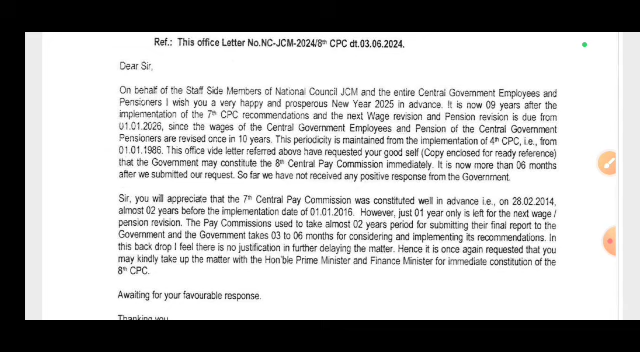 Ref.: This office Letter No.NC-JCM-2024/8th CPC dt.03.06.2024.
Dear Sir,
On behalf of the Staff Side Members of National Council JCM and the entire Central Government Employees and
Pensioners I wish you a very happy and prosperous New Year 2025 in advance. It is now 09 years after the
implementation of the 7th CPC recommendations and the next Wage revision and Pension revision is due from
01.01.2026, since the wages of the Central Government Employees and Pension of the Central Government
Pensioners are revised once in 10 years. This periodicity is maintained from the implementation of 4th CPC, i.e., from
01.01.1986. This office vide letter referred above have requested your good self (Copy enclosed for ready reference)
that the Government may constitute the 8th Central Pay Commission immediately. It is now more than 06 months
after we submitted our request. So far we have not received any positive response from the Government.
Sir, you will appreciate that the 7th Central Pay Commission was constituted well in advance i.e., on 28.02.2014,
almost 02 years before the implementation date of 01.01.2016. However, just 01 year only is left for the next wage /
pension revision. The Pay Commissions used to take almost 02 years period for submitting their final report to the
Government and the Government takes 03 to 06 months for considering and implementing its recommendations. In
this back drop I feel there is no justification in further delaying the matter. Hence it is once again requested that you
may kindly take up the matter with the Hon'ble Prime Minister and Finance Minister for immediate constitution of the
8th CPC.
Awaiting for your favourable response.
Thanking you